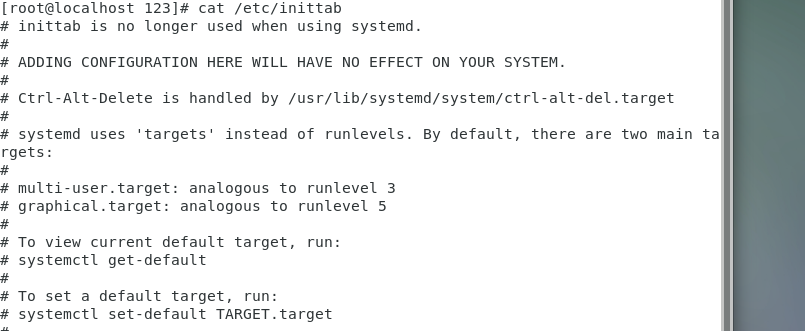 [root@localhost 123]# cat /etc/inittab
# inittab is no longer used when using systemd.
#
# ADDING CONFIGURATION HERE WILL HAVE NO EFFECT ON YOUR SYSTEM.
#
# Ctrl-Alt-Delete is handled by /usr/lib/systemd/system/ctrl-alt-del.target
#
# systemd uses 'targets' instead of runlevels. By default, there are two main ta
rgets:
#
# multi-user.target: analogous to runlevel 3
# graphical.target: analogous to runlevel 5
#
# To view current default target, run:
# systemctl get-default
#
# To set a default target, run:
# systemctl set-default TARGET.target
#